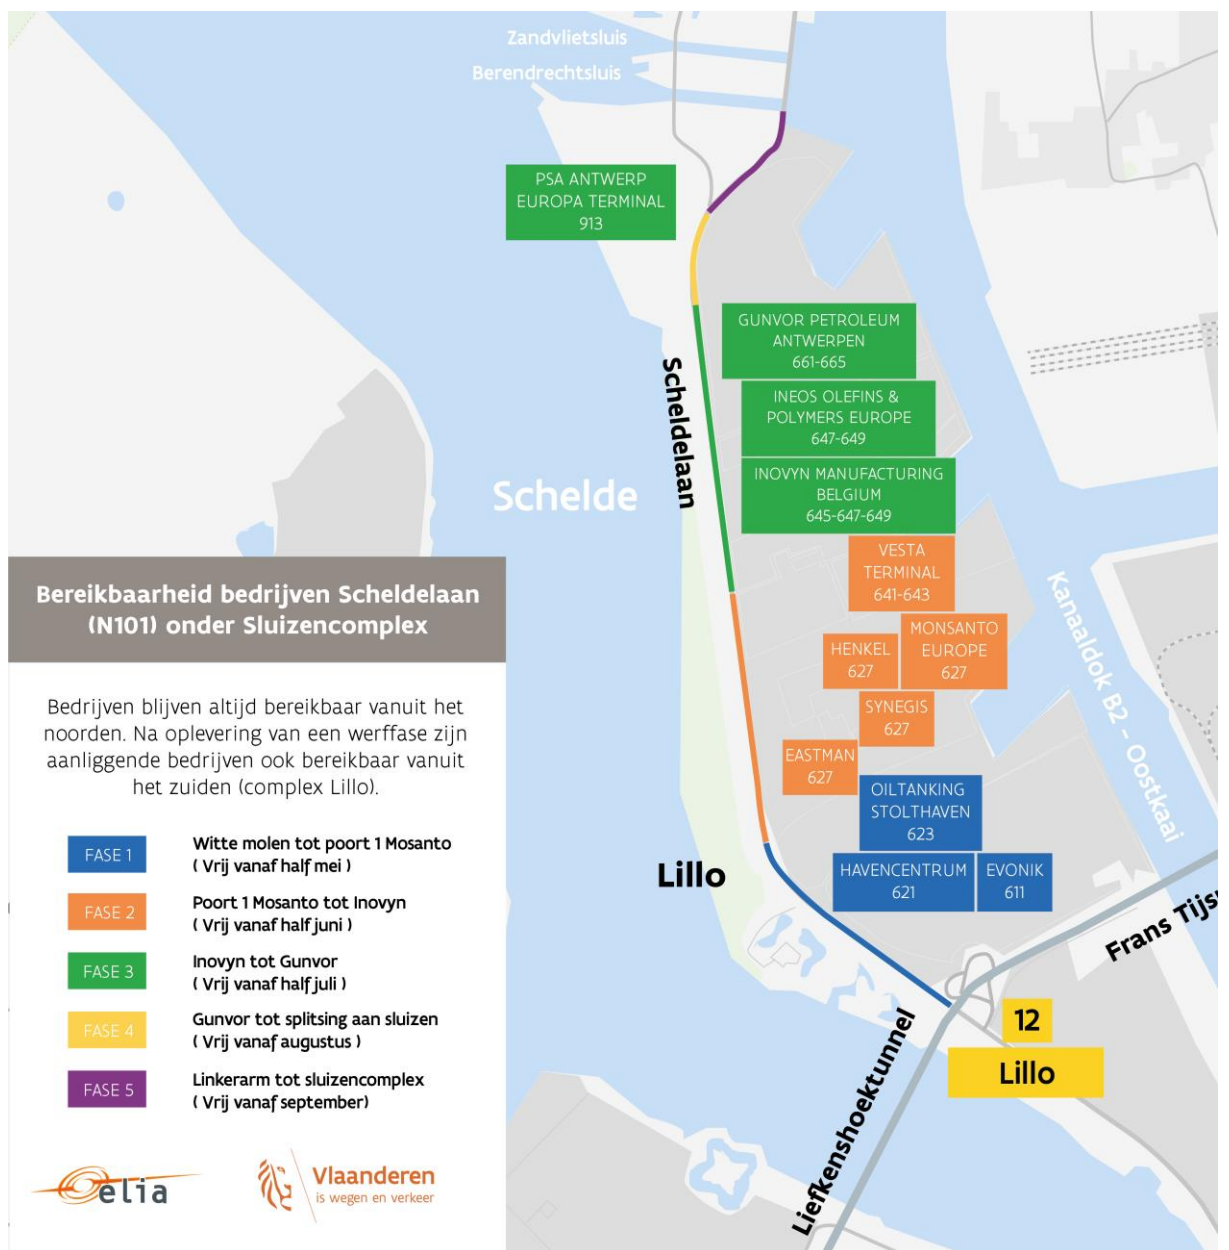 Zandvlietsluis
Berendrechtsluis
PSA ANTWERP
EUROPA TERMINAL
913
GUNVOR PETROLEUM
ANTWERPEN
661-665
INEOS OLEFINS &
POLYMERS EUROPE
647-649
INOVYN MANUFACTURING
BELGIUM
645-647-649
VESTA
TERMINAL
641-643
MONSANTO
EUROPE
627
HENKEL
627
SYNEGIS
627
EASTMAN
627
OILTANKING
STOLTHAVEN
623
HAVENCENTRUM
621
EVONIK
611
Scheldelaan
Schelde
Kanaaldok B2 - Oostkaai
Lillo
Frans Tijs
Liefkenshoektunnel
12
Lillo
Bereikbaarheid bedrijven Scheldelaan
(N101) onder Sluizencomplex
Bedrijven blijven altijd bereikbaar vanuit het
noorden. Na oplevering van een werffase zijn
aanliggende bedrijven ook bereikbaar vanuit
het zuiden (complex Lillo).
FASE 1
Witte molen tot poort 1 Mosanto
( Vrij vanaf half mei )
FASE 2
Poort 1 Mosanto tot Inovyn
( Vrij vanaf half juni )
FASE 3
Inovyn tot Gunvor
( Vrij vanaf half juli )
FASE 4
Gunvor tot splitsing aan sluizen
( Vrij vanaf augustus )
FASE 5
Linkerarm tot sluizencomplex
( Vrij vanaf september)
elia
Vlaanderen
is wegen en verkeer